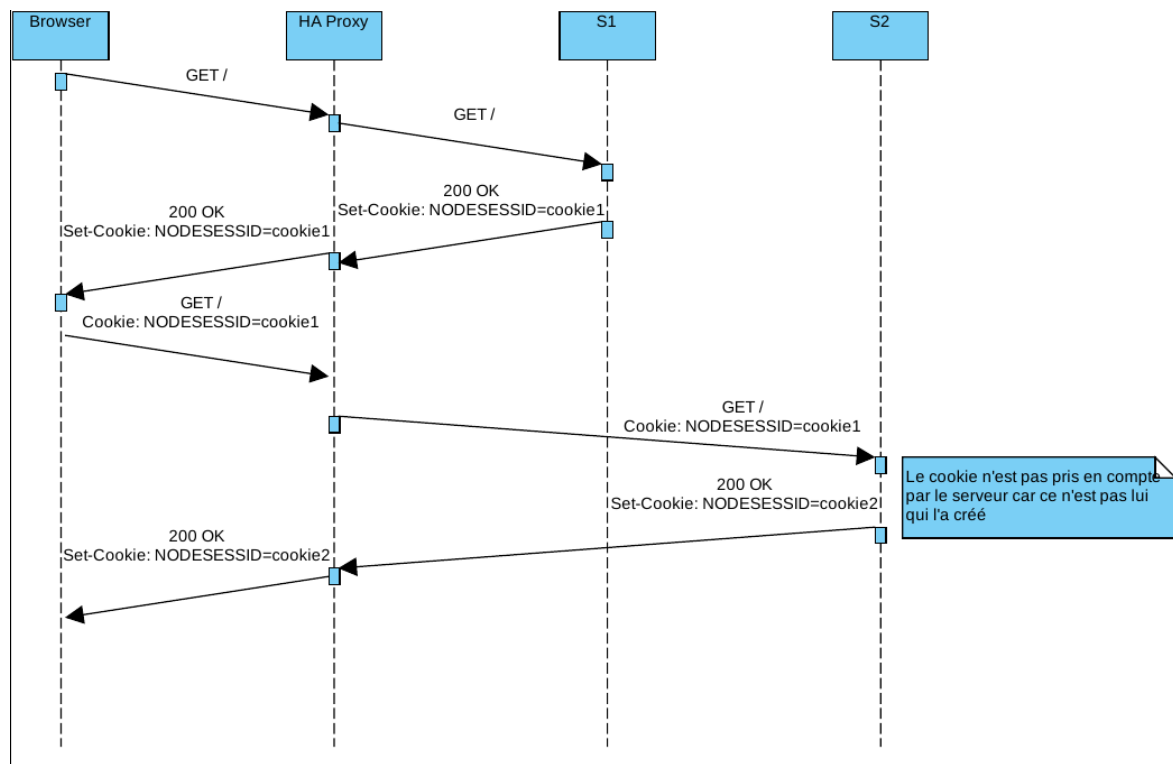 Browser
HA Proxy
S1
S2
GET /
GET /
200 OK
Set-Cookie: NODESESSID=cookie1
200 OK
Set-Cookie: NODESESSID=cookie1
GET /
Cookie: NODESESSID=cookie1
GET /
Cookie: NODESESSID=cookie1
Le cookie n'est pas pris en compte
par le serveur car ce n'est pas lui
qui l'a créé
200 OK
Set-Cookie: NODESESSID=cookie2
200 OK
Set-Cookie: NODESESSID=cookie2